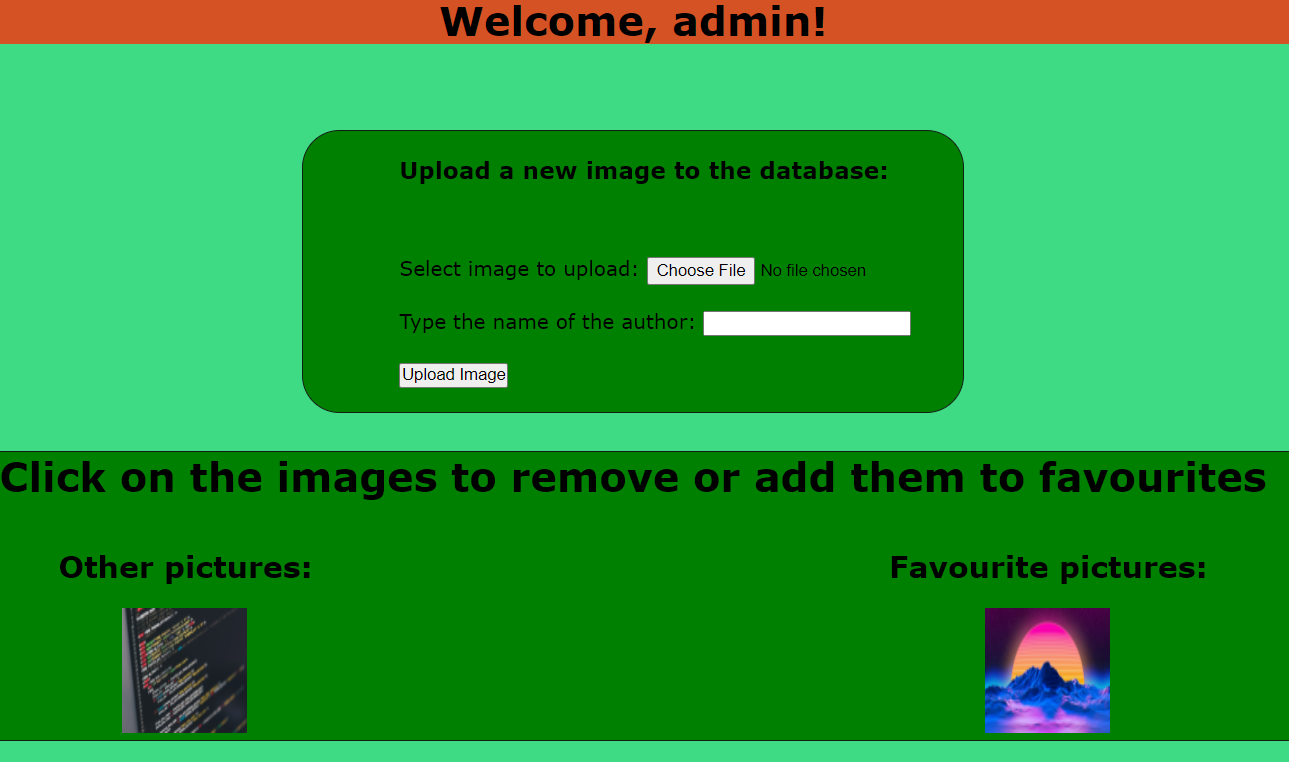 Welcome, admin!
Upload a new image to the database:
Select image to upload: Choose File No file chosen
Type the name of the author:
Upload Image
Click on the images to remove or add them to favourites
Other pictures:
Favourite pictures: